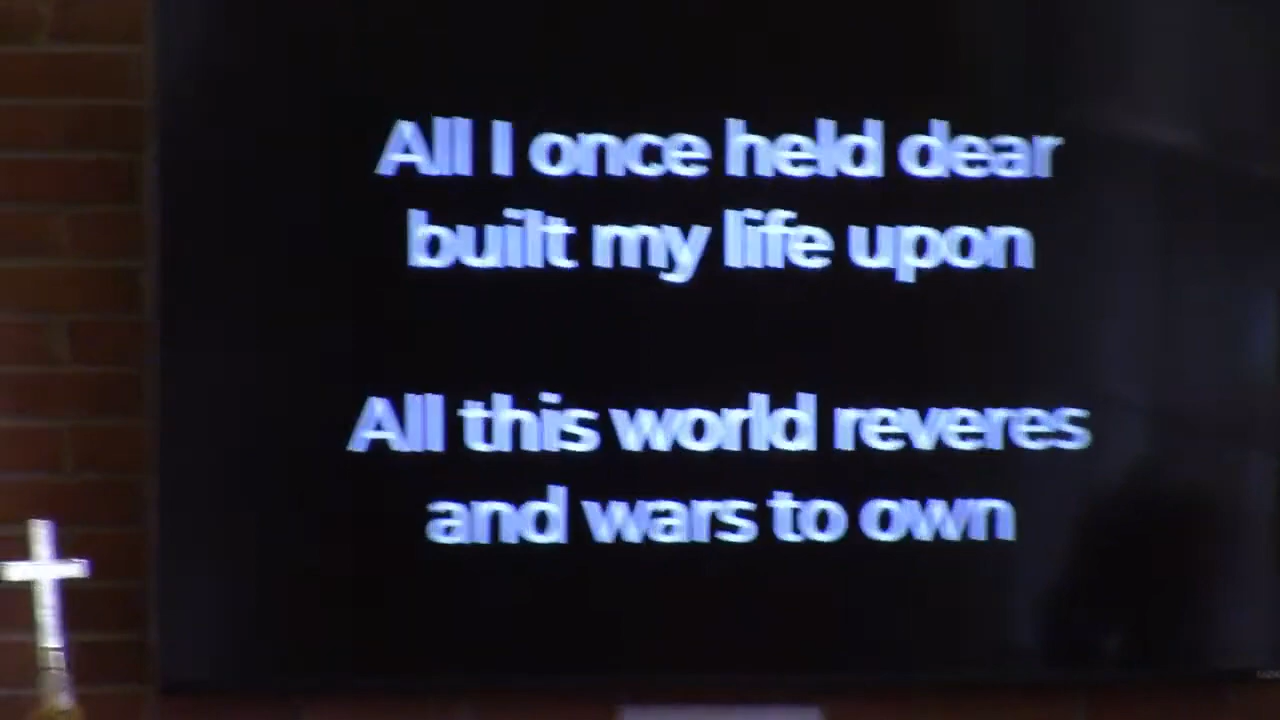 All I once held dear
built my life upon
All this world reveres
and wars to own